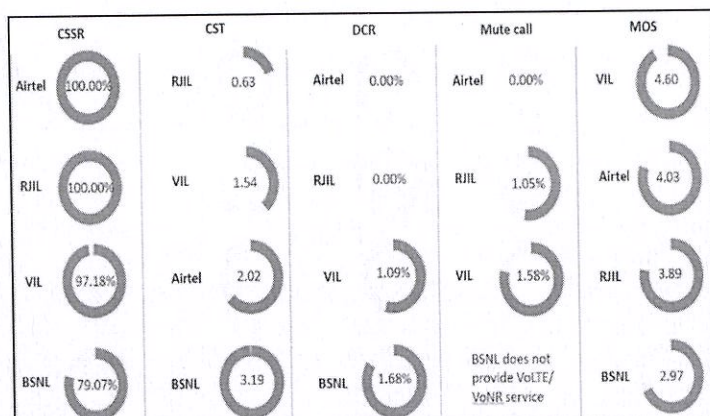 CSSR CST DCR Mute call MOS
Airtel 100.00% RJIL 0.63 Airtel 0.00% Airtel 0.00% VIL 4.60
RJIL 100.00% VIL 1.54 RJIL 0.00% RJIL 1.05% Airtel 4.03
VIL 97.18% Airtel 2.02 VIL 1.09% VIL 1.58% RJIL 3.89
BSNL 79.07% BSNL 3.19 BSNL 1.68% BSNL does not
provide VoLTE/
VoNR service
BSNL 2.97